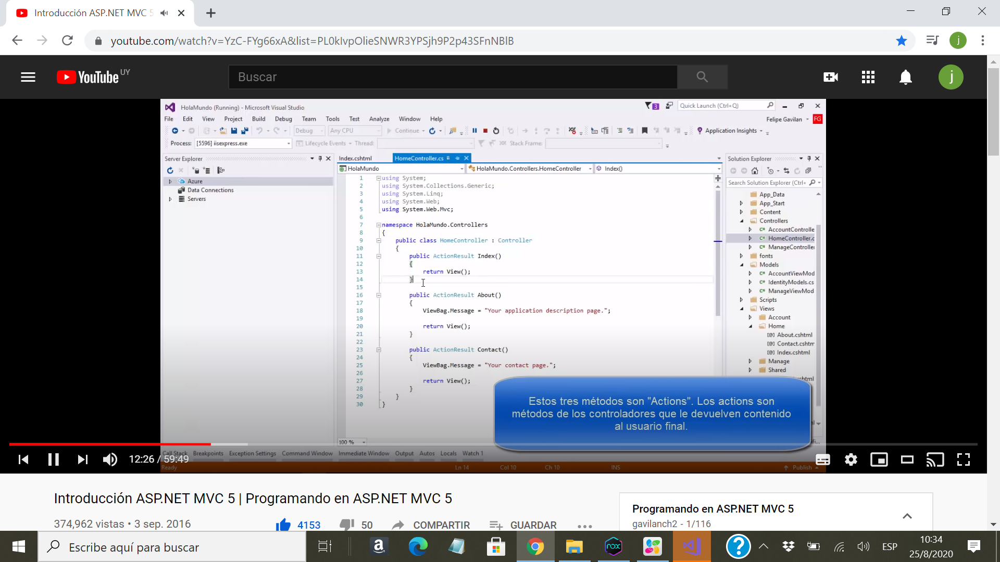 Introducción ASP.NET MVC 5
youtube.com/watch?v=YzC-FYg66xA&list=PL0kIvpOlieSNWR3YPSjh9P2p43SFnNBlB
j
YouTube UY
Buscar
j
HolaMundo (Running) - Microsoft Visual Studio
3
Quick Launch (Ctrl+Q)
File Edit View Project Build Debug Team Tools Test Analyze Window Help
Felipe Gavilan FG
Debug Any CPU Continue Application Insights
Process: [5596] iisexpress.exe Lifecycle Events Thread: Stack Frame:
Server Explorer
Azure
Data Connections
Servers
Index.cshtml HomeController.cs
HolaMundo HolaMundo.Controllers.HomeController Index()
1 using System;
2 using System.Collections.Generic;
3 using System.Linq;
4 using System.Web;
5 using System.Web.Mvc;
6
7 namespace HolaMundo.Controllers
8 {
9 public class HomeController : Controller
10 {
11 public ActionResult Index()
12 {
13 return View();
14 }
15
16 public ActionResult About()
17 {
18 ViewBag.Message = "Your application description page.";
19
20 return View();
21 }
22
23 public ActionResult Contact()
24 {
25 ViewBag.Message = "Your contact page.";
26
27 return View();
28 }
29 }
30 }
100 %
Solution Explorer
Search Solution Explorer (Ctrl+
App_Data
App_Start
Content
Controllers
C# AccountControlle
C# HomeController.c
C# ManageController
fonts
Models
C# AccountViewMod
C# IdentityModels.cs
C# ManageViewMod
Scripts
Views
Account
Home
About.cshtml
Contact.cshtm
Index.cshtml
Manage
Shared
Estos tres métodos son "Actions". Los actions son
métodos de los controladores que le devuelven contenido
al usuario final.
Call Stack Breakpoints Exception Settings Command Window Immediate Window Output Autos Locals Watch 1
12:26 / 59:49
Ready Ln 14 Col 10 Ch 10 INS Publish
Introducción ASP.NET MVC 5 | Programando en ASP.NET MVC 5
374,962 vistas • 3 sep. 2016
4153 50 COMPARTIR GUARDAR
Programando en ASP.NET MVC 5
gavilanch2 - 1/116
Escribe aquí para buscar
a
nox
?
ESP
10:34
25/8/2020